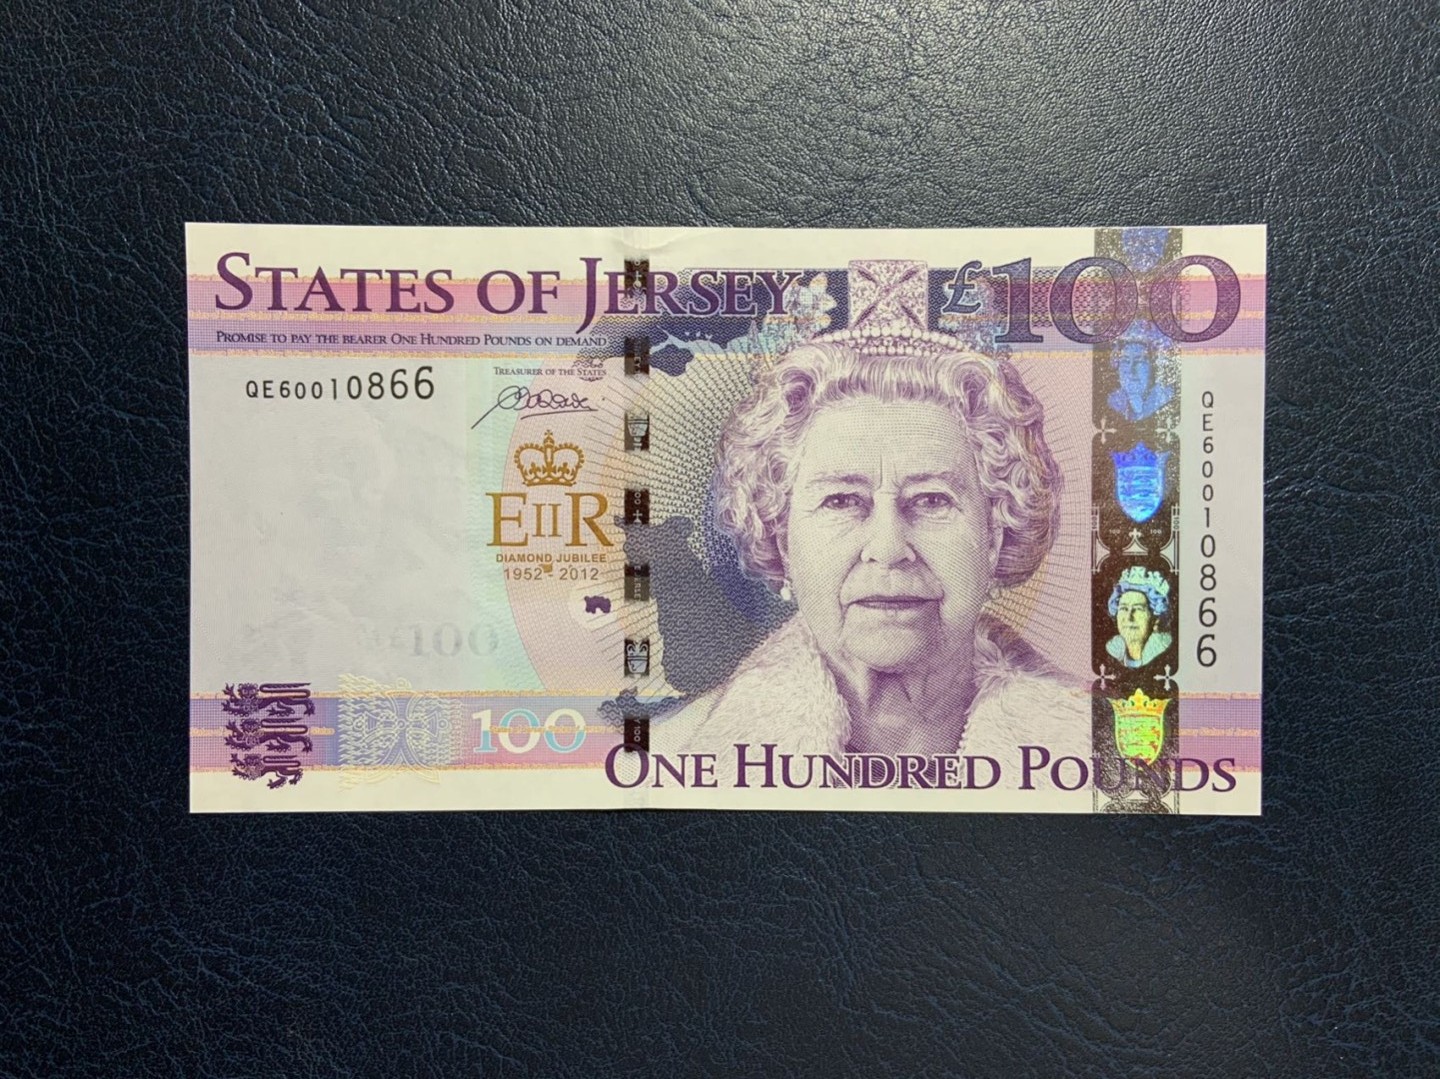 STATES OF JERSEY £100
PROMISE TO PAY THE BEARER ONE HUNDRED POUNDS ON DEMAND
TREASURER OF THE STATES
QE60010866
EIIR
DIAMOND JUBILEE
1952 - 2012
100
100
ONE HUNDRED POUNDS
QE60010866